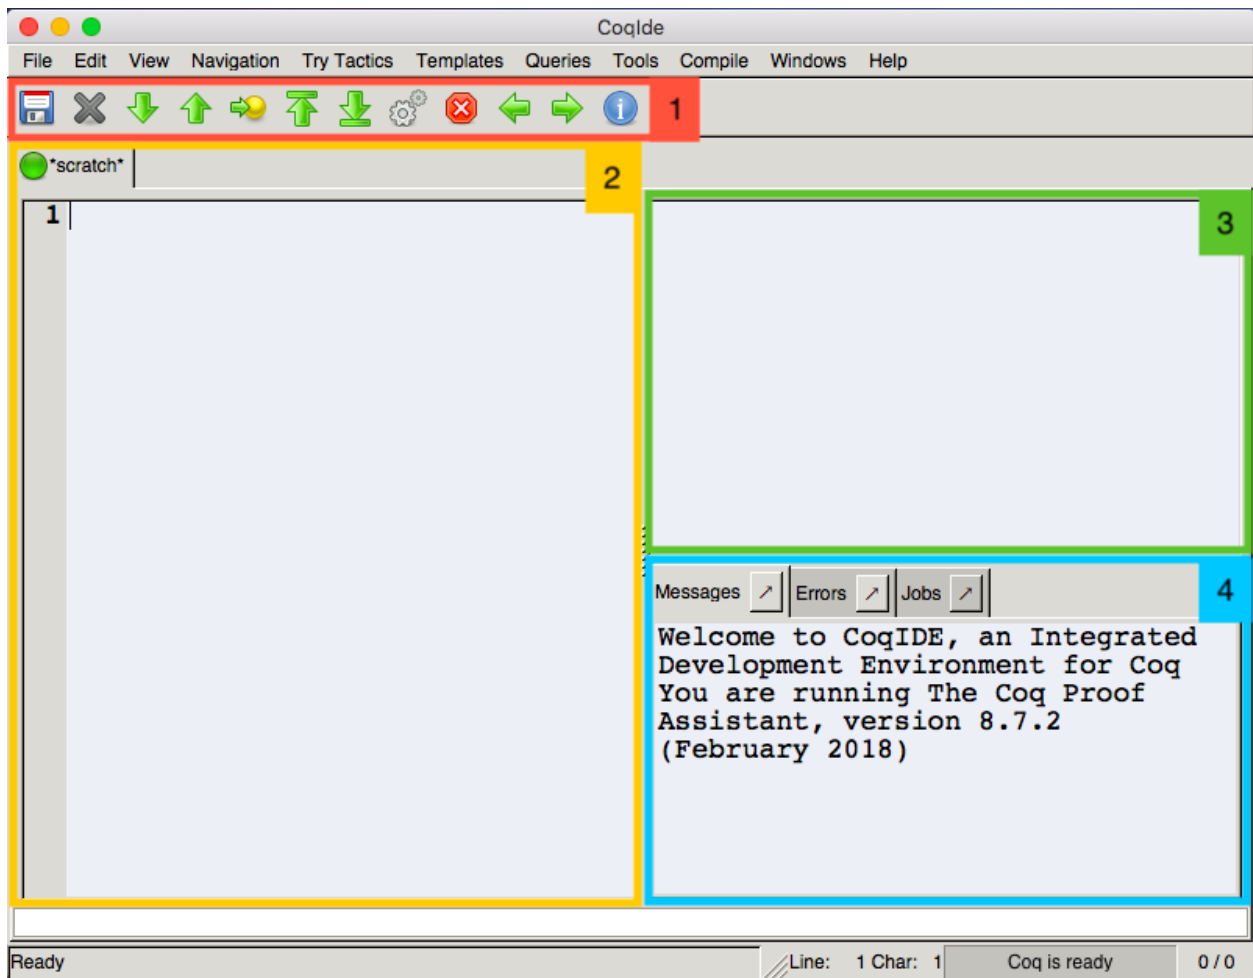 CoqIde
File Edit View Navigation Try Tactics Templates Queries Tools Compile Windows Help
1
*scratch*
2
1
3
Messages Errors Jobs
4
Welcome to CoqIDE, an Integrated
Development Environment for Coq
You are running The Coq Proof
Assistant, version 8.7.2
(February 2018)
Ready Line: 1 Char: 1 Coq is ready 0 / 0